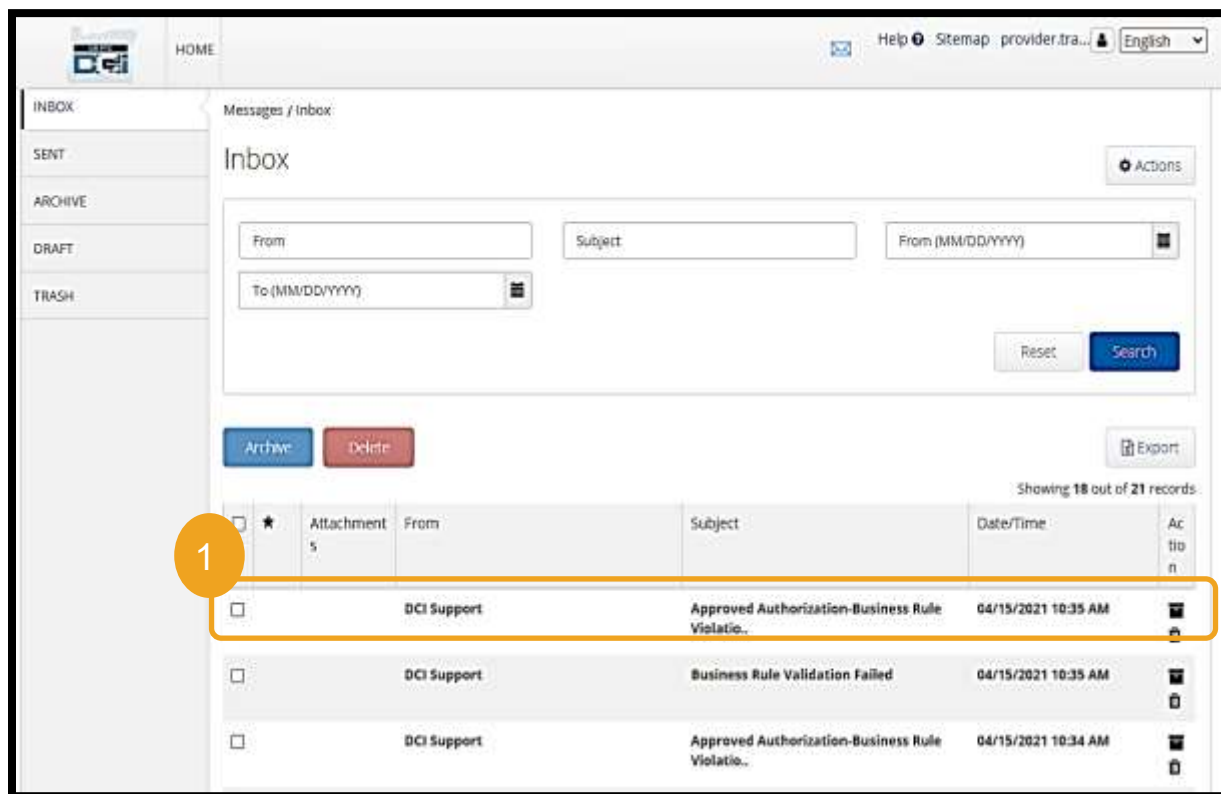 DCI
HOME
Help Sitemap provider.tra... English
INBOX
SENT
ARCHIVE
DRAFT
TRASH
Messages / Inbox
Inbox
Actions
From
Subject
From (MM/DD/YYYY)
To (MM/DD/YYYY)
Reset
Search
Archive
Delete
Export
Showing 18 out of 21 records
Attachment
s
From
Subject
Date/Time
Ac
tio
n
1
DCI Support
Approved Authorization-Business Rule
Violatio..
04/15/2021 10:35 AM
DCI Support
Business Rule Validation Failed
04/15/2021 10:35 AM
DCI Support
Approved Authorization-Business Rule
Violatio..
04/15/2021 10:34 AM